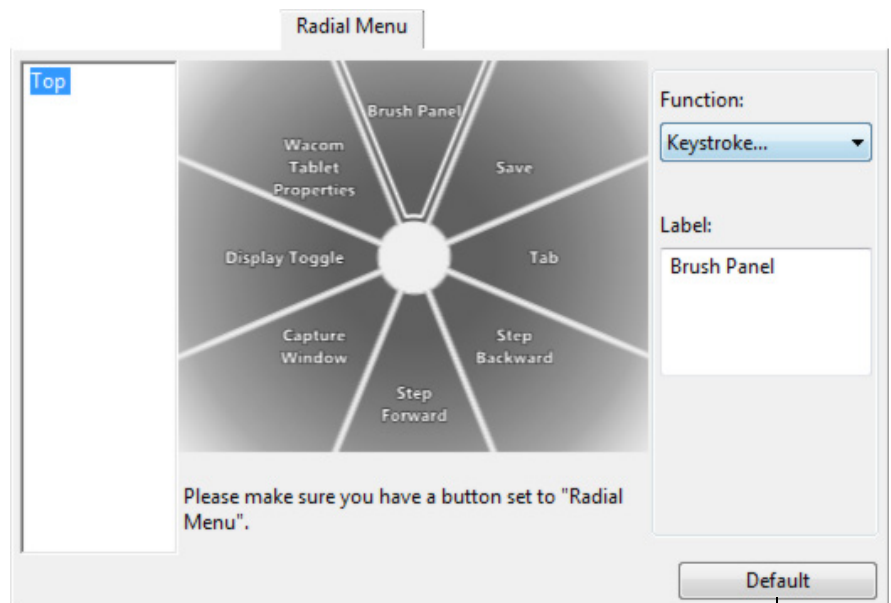 Radial Menu
Top
Brush Panel
Wacom
Tablet
Properties
Save
Display Toggle
Tab
Capture
Window
Step
Backward
Step
Forward
Please make sure you have a button set to "Radial
Menu".
Function:
Keystroke...
Label:
Brush Panel
Default